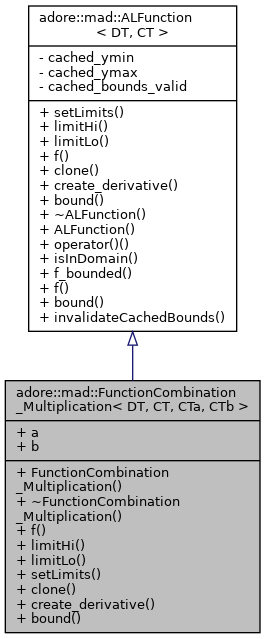 adore::mad::ALFunction
< DT, CT >
- cached_ymin
- cached_ymax
- cached_bounds_valid
+ setLimits()
+ limitHi()
+ limitLo()
+ f()
+ clone()
+ create_derivative()
+ bound()
+ ~ALFunction()
+ ALFunction()
+ operator()()
+ isInDomain()
+ f_bounded()
+ f()
+ bound()
+ invalidateCachedBounds()
adore::mad::FunctionCombination
_Multiplication< DT, CT, CTa, CTb >
+ a
+ b
+ FunctionCombination
_Multiplication()
+ ~FunctionCombination
_Multiplication()
+ f()
+ limitHi()
+ limitLo()
+ setLimits()
+ clone()
+ create_derivative()
+ bound()